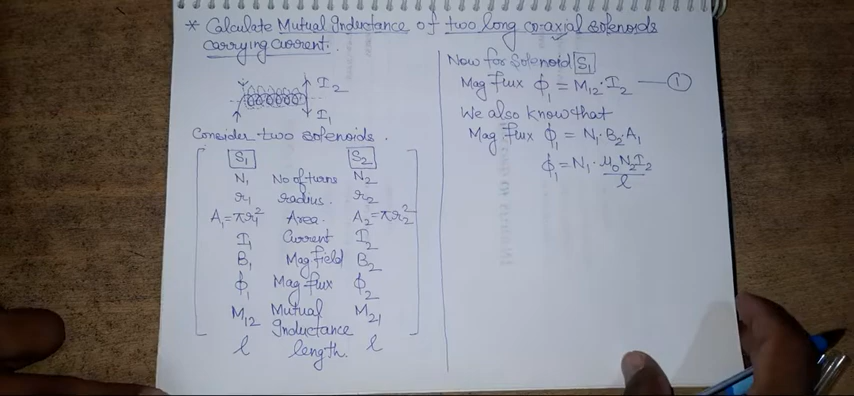 * Calculate Mutual Inductance of two long co-axial solenoids
carrying current.
I₂
I₁
Consider two solenoids.
S₁ S₂
N₁ No of turns N₂
r₁ radius. r₂
A₁=πr₁² Area. A₂=πr₂²
I₁ Current I₂
B₁ Mag field B₂
ϕ₁ Mag flux ϕ₂
M₁₂ Mutual Inductance M₂₁
l length. l
Now for Solenoid S₁
Mag flux ϕ₁ = M₁₂·I₂ —— ①
We also know that
Mag flux ϕ₁ = N₁·B₂·A₁
ϕ₁ = N₁· μ₀N₂I₂ / l